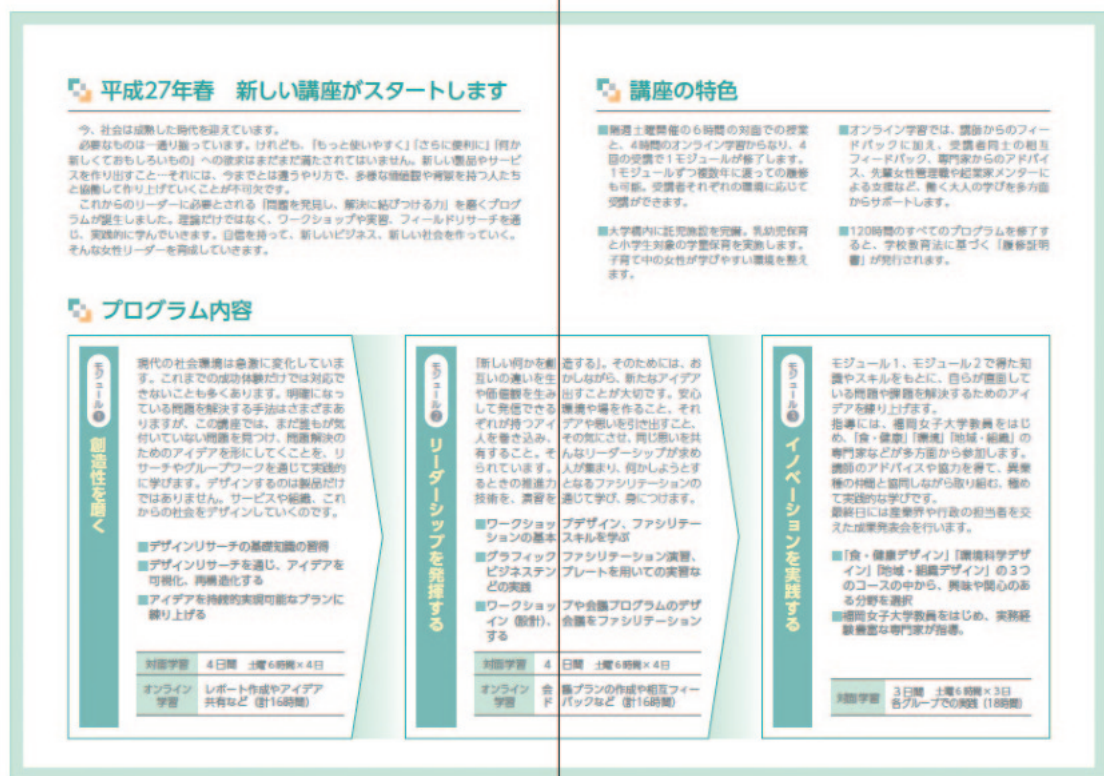 平成27年春 新しい講座がスタートします
今、社会は成熟した時代を迎えています。
必要なものは一通り揃っています。けれども、「もっと使いやすく」「さらに便利に」「何か
新しくておもしろいもの」への欲求はまだまだ満たされてはいません。新しい製品やサービ
スを作り出すこと―それには、今までとは違うやり方で、多様な価値観や背景を持つ人たち
と協働して作り上げていくことが不可欠です。
これからのリーダーに必要とされる「問題を発見し、解決に結びつける力」を磨くプログ
ラムが誕生しました。理論だけではなく、ワークショップや実習、フィールドリサーチを通
じ、実践的に学んでいきます。自信を持って、新しいビジネス、新しい社会を作っていく。
そんな女性リーダーを育成していきます。
講座の特色
■隔週土曜開催の6時間の対面での授業
と、4時間のオンライン学習からなり、4
回の受講で1モジュールが修了します。
1モジュールずつ複数年に渡っての履修
も可能。受講者それぞれの環境に応じて
受講ができます。
■大学構内に託児施設を完備。乳幼児保育
と小学生対象の学童保育を実施します。
子育て中の女性が学びやすい環境を整え
ます。
■オンライン学習では、講師からのフィー
ドバックに加え、受講者同士の相互
フィードバック、専門家からのアドバイ
ス、先輩女性管理職や起業家メンターに
よる支援など、働く大人の学びを多方面
からサポートします。
■120時間のすべてのプログラムを修了す
ると、学校教育法に基づく「履修証明
書」が発行されます。
プログラム内容
モジュール1
創造性を磨く
現代の社会環境は急激に変化していま
す。これまでの成功体験だけでは対応で
きないことも多くあります。明確になっ
ている問題を解決する手法はさまざまあ
りますが、この講座では、まだ誰もが気
付いていない問題を見つけ、問題解決の
ためのアイデアを形にしてくことを、リ
サーチやグループワークを通じて実践的
に学びます。デザインするのは製品だけ
ではありません。サービスや組織、これ
からの社会をデザインしていくのです。
■デザインリサーチの基礎知識の習得
■デザインリサーチを通じ、アイデアを
可視化、再構造化する
■アイデアを持続的実現可能なプランに
練り上げる
対面学習 4日間 土曜6時間×4日
オンライン学習 レポート作成やアイデア
共有など(計16時間)
モジュール2
リーダーシップを発揮する
「新しい何かを創造する」。そのためには、お
互いの違いを生かしながら、新たなアイデア
や価値観を生み出すことが大切です。安心
して発信できる環境や場を作ること、それ
ぞれが持つアイデアや思いを引き出すこと、
人を巻き込み、その気にさせ、同じ思いを共
有すること。そんなリーダーシップが求め
られています。人が集まり、何かしようとす
るときの推進力となるファシリテーションの
技術を、演習を通じて学び、身につけます。
■ワークショップデザイン、ファシリテー
ションの基本スキルを学ぶ
■グラフィックファシリテーション演習、
ビジネステンプレートを用いての実習な
どの実践
■ワークショップや会議プログラムのデザ
イン(設計)、会議をファシリテーション
する
対面学習 4日間 土曜6時間×4日
オンライン学習 会議プランの作成や相互フィー
ドバックなど(計16時間)
モジュール3
イノベーションを実践する
モジュール1、モジュール2で得た知
識やスキルをもとに、自らが直面して
いる問題や課題を解決するためのアイ
デアを練り上げます。
指導には、福岡女子大学教員をはじ
め、「食・健康」「環境」「地域・組織」の
専門家などが多方面から参加します。
講師のアドバイスや協力を得て、異業
種の仲間と協同しながら取り組む、極め
て実践的な学びです。
最終日には産業界や行政の担当者を交
えた成果発表会を行います。
■「食・健康デザイン」「環境科学デザ
イン」「地域・組織デザイン」の3つ
のコースの中から、興味や関心のあ
る分野を選択
■福岡女子大学教員をはじめ、実務経
験豊富な専門家が指導。
対面学習 3日間 土曜6時間×3日
各グループでの実践(18時間)